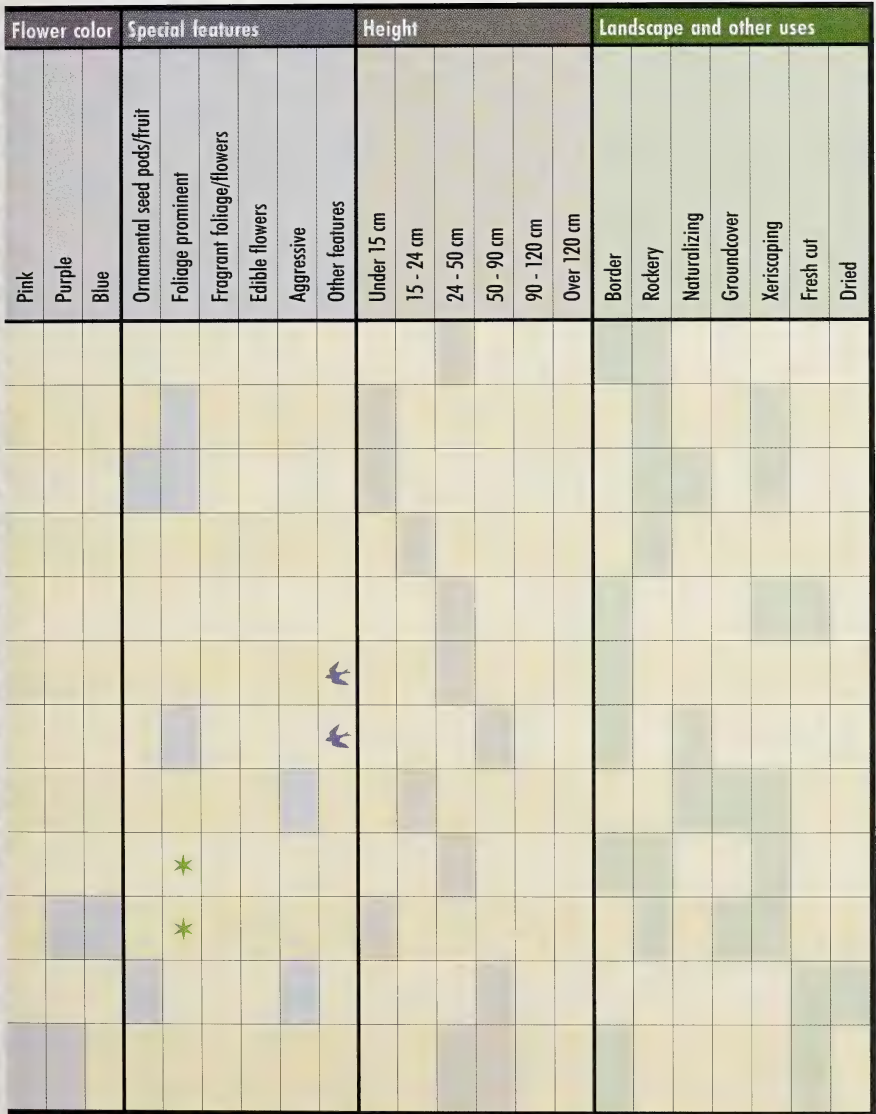 Flower color
Special features
Height
Landscape and other uses
Pink
Purple
Blue
Ornamental seed pods/fruit
Foliage prominent
Fragrant foliage/flowers
Edible flowers
Aggressive
Other features
Under 15 cm
15 - 24 cm
24 - 50 cm
50 - 90 cm
90 - 120 cm
Over 120 cm
Border
Rockery
Naturalizing
Groundcover
Xeriscaping
Fresh cut
Dried